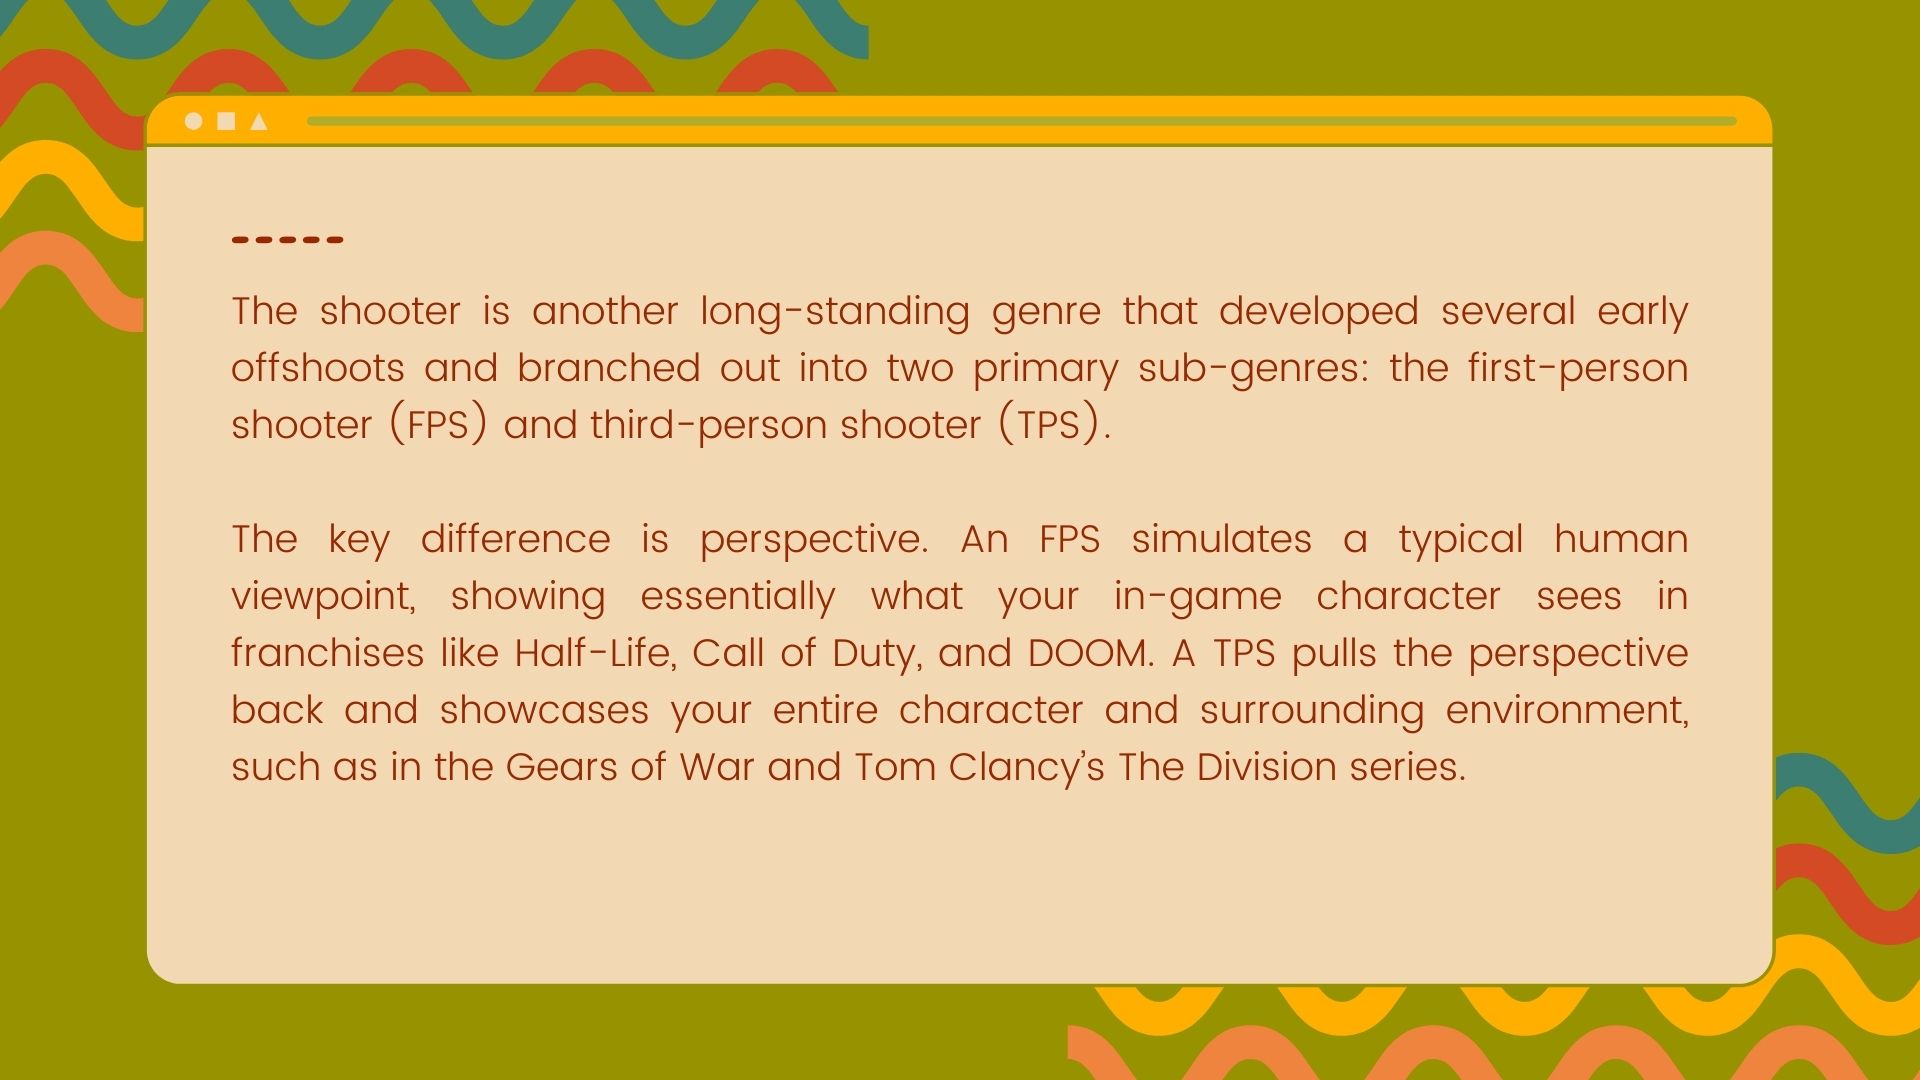 -----
The shooter is another long-standing genre that developed several early
offshoots and branched out into two primary sub-genres: the first-person
shooter (FPS) and third-person shooter (TPS).
The key difference is perspective. An FPS simulates a typical human
viewpoint, showing essentially what your in-game character sees in
franchises like Half-Life, Call of Duty, and DOOM. A TPS pulls the perspective
back and showcases your entire character and surrounding environment,
such as in the Gears of War and Tom Clancy’s The Division series.